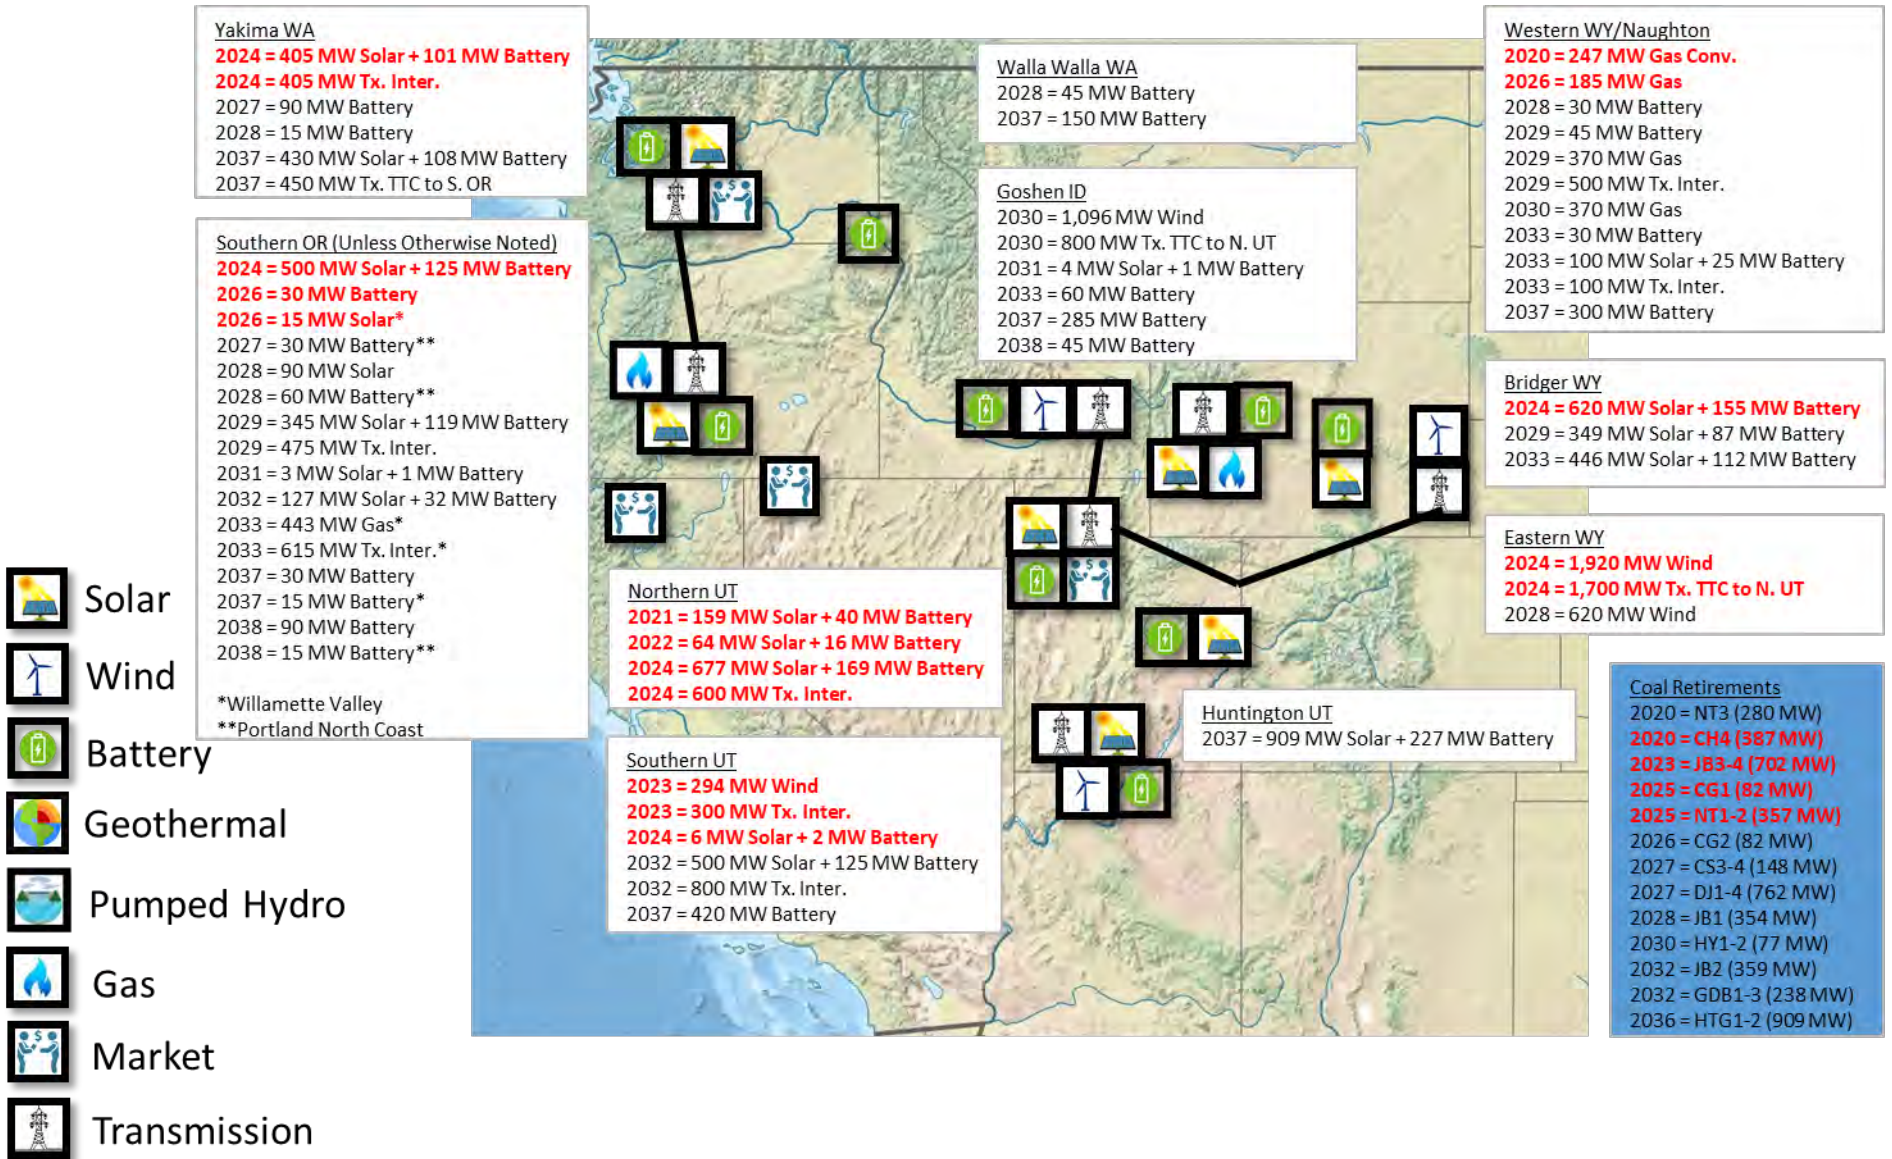 Yakima WA
2024 = 405 MW Solar + 101 MW Battery
2024 = 405 MW Tx. Inter.
2027 = 90 MW Battery
2028 = 15 MW Battery
2037 = 430 MW Solar + 108 MW Battery
2037 = 450 MW Tx. TTC to S. OR
Southern OR (Unless Otherwise Noted)
2024 = 500 MW Solar + 125 MW Battery
2026 = 30 MW Battery
2026 = 15 MW Solar*
2027 = 30 MW Battery**
2028 = 90 MW Solar
2028 = 60 MW Battery**
2029 = 345 MW Solar + 119 MW Battery
2029 = 475 MW Tx. Inter.
2031 = 3 MW Solar + 1 MW Battery
2032 = 127 MW Solar + 32 MW Battery
2033 = 443 MW Gas*
2033 = 615 MW Tx. Inter.*
2037 = 30 MW Battery
2037 = 15 MW Battery*
2038 = 90 MW Battery
2038 = 15 MW Battery**
*Willamette Valley
**Portland North Coast
Walla Walla WA
2028 = 45 MW Battery
2037 = 150 MW Battery
Goshen ID
2030 = 1,096 MW Wind
2030 = 800 MW Tx. TTC to N. UT
2031 = 4 MW Solar + 1 MW Battery
2033 = 60 MW Battery
2037 = 285 MW Battery
2038 = 45 MW Battery
Western WY/Naughton
2020 = 247 MW Gas Conv.
2026 = 185 MW Gas
2028 = 30 MW Battery
2029 = 45 MW Battery
2029 = 370 MW Gas
2029 = 500 MW Tx. Inter.
2030 = 370 MW Gas
2033 = 30 MW Battery
2033 = 100 MW Solar + 25 MW Battery
2033 = 100 MW Tx. Inter.
2037 = 300 MW Battery
Bridger WY
2024 = 620 MW Solar + 155 MW Battery
2029 = 349 MW Solar + 87 MW Battery
2033 = 446 MW Solar + 112 MW Battery
Eastern WY
2024 = 1,920 MW Wind
2024 = 1,700 MW Tx. TTC to N. UT
2028 = 620 MW Wind
Northern UT
2021 = 159 MW Solar + 40 MW Battery
2022 = 64 MW Solar + 16 MW Battery
2024 = 677 MW Solar + 169 MW Battery
2024 = 600 MW Tx. Inter.
Southern UT
2023 = 294 MW Wind
2023 = 300 MW Tx. Inter.
2024 = 6 MW Solar + 2 MW Battery
2032 = 500 MW Solar + 125 MW Battery
2032 = 800 MW Tx. Inter.
2037 = 420 MW Battery
Huntington UT
2037 = 909 MW Solar + 227 MW Battery
Coal Retirements
2020 = NT3 (280 MW)
2020 = CH4 (387 MW)
2023 = JB3-4 (702 MW)
2025 = CG1 (82 MW)
2025 = NT1-2 (357 MW)
2026 = CG2 (82 MW)
2027 = CS3-4 (148 MW)
2027 = DJ1-4 (762 MW)
2028 = JB1 (354 MW)
2030 = HY1-2 (77 MW)
2032 = JB2 (359 MW)
2032 = GDB1-3 (238 MW)
2036 = HTG1-2 (909 MW)
Solar
Wind
Battery
Geothermal
Pumped Hydro
Gas
Market
Transmission